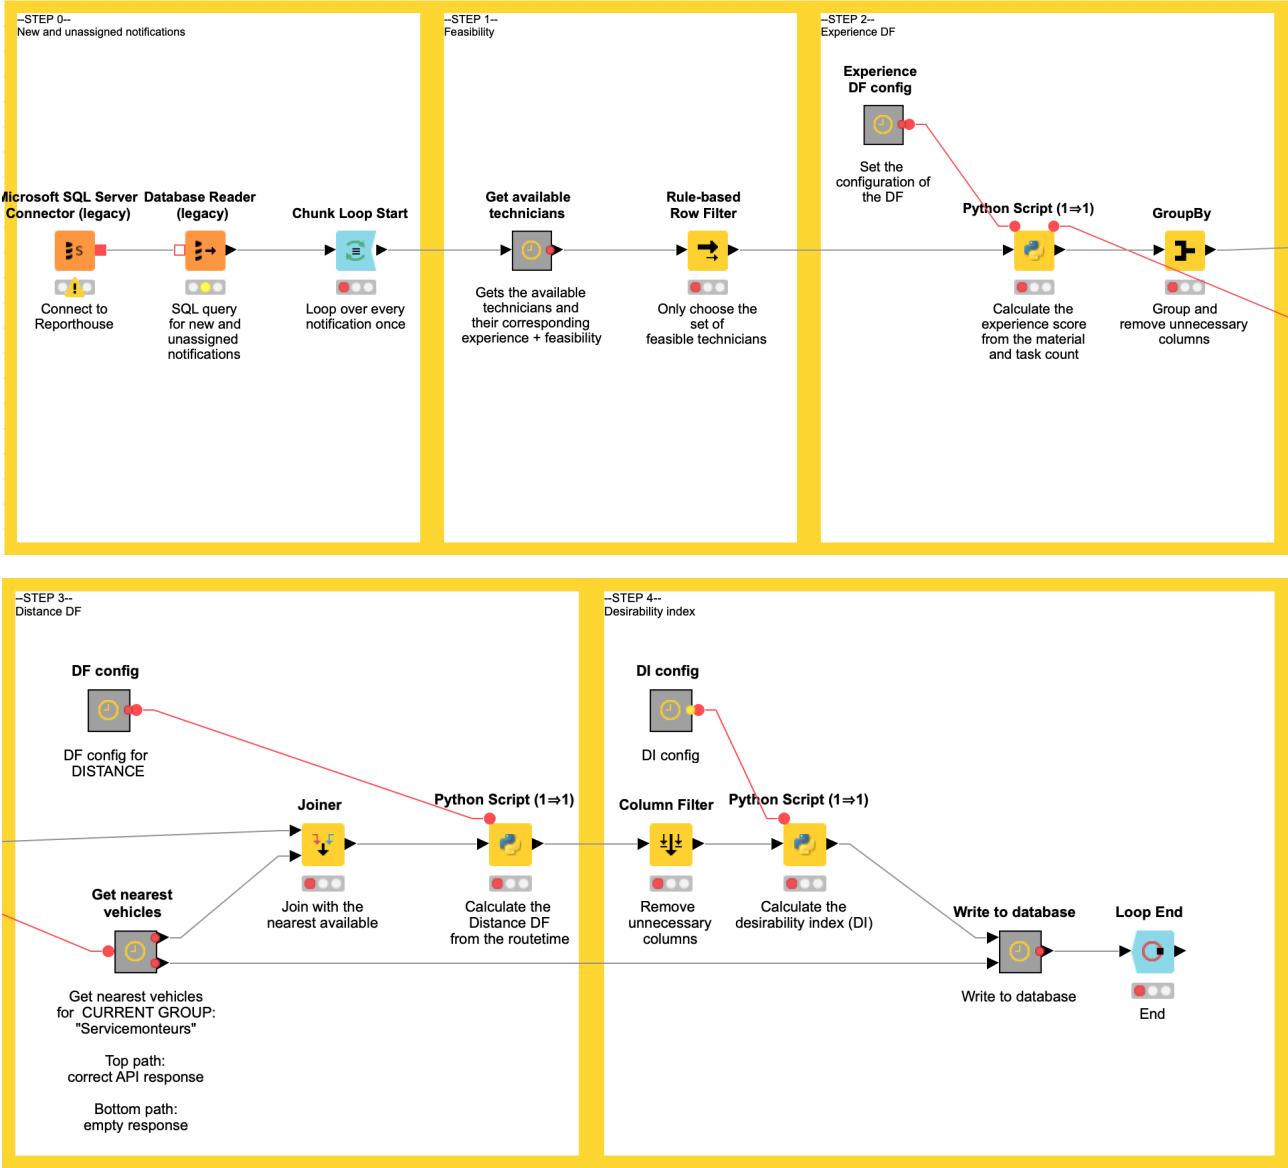 --STEP 0--
New and unassigned notifications
Microsoft SQL Server
Connector (legacy)
Connect to
Reporthouse
Database Reader
(legacy)
SQL query
for new and
unassigned
notifications
Chunk Loop Start
Loop over every
notification once
--STEP 1--
Feasibility
Get available
technicians
Gets the available
technicians and
their corresponding
experience + feasibility
Rule-based
Row Filter
Only choose the
set of
feasible technicians
--STEP 2--
Experience DF
Experience
DF config
Set the
configuration of
the DF
Python Script (1⇒1)
Calculate the
experience score
from the material
and task count
GroupBy
Group and
remove unnecessary
columns
--STEP 3--
Distance DF
DF config
DF config for
DISTANCE
Joiner
Join with the
nearest available
Python Script (1⇒1)
Calculate the
Distance DF
from the routetime
Get nearest
vehicles
Get nearest vehicles
for CURRENT GROUP:
"Servicemonteurs"
Top path:
correct API response
Bottom path:
empty response
--STEP 4--
Desirability index
DI config
DI config
Column Filter
Remove
unnecessary
columns
Python Script (1⇒1)
Calculate the
desirability index (DI)
Write to database
Write to database
Loop End
End